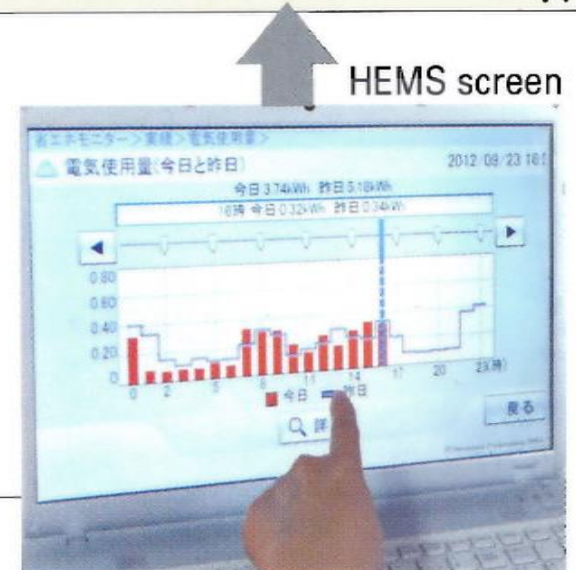 HEMS screen
省エネモニター>実績>電気使用量>
電気使用量(今日と昨日)
2012/09/23
今日3.74kWh 昨日5.18kWh
16時 今日0.32kWh 昨日0.34kWh
0.80
0.60
0.40
0.20
0
0 2 5 8 11 14 17 20 23(時)
今日 昨日
戻る